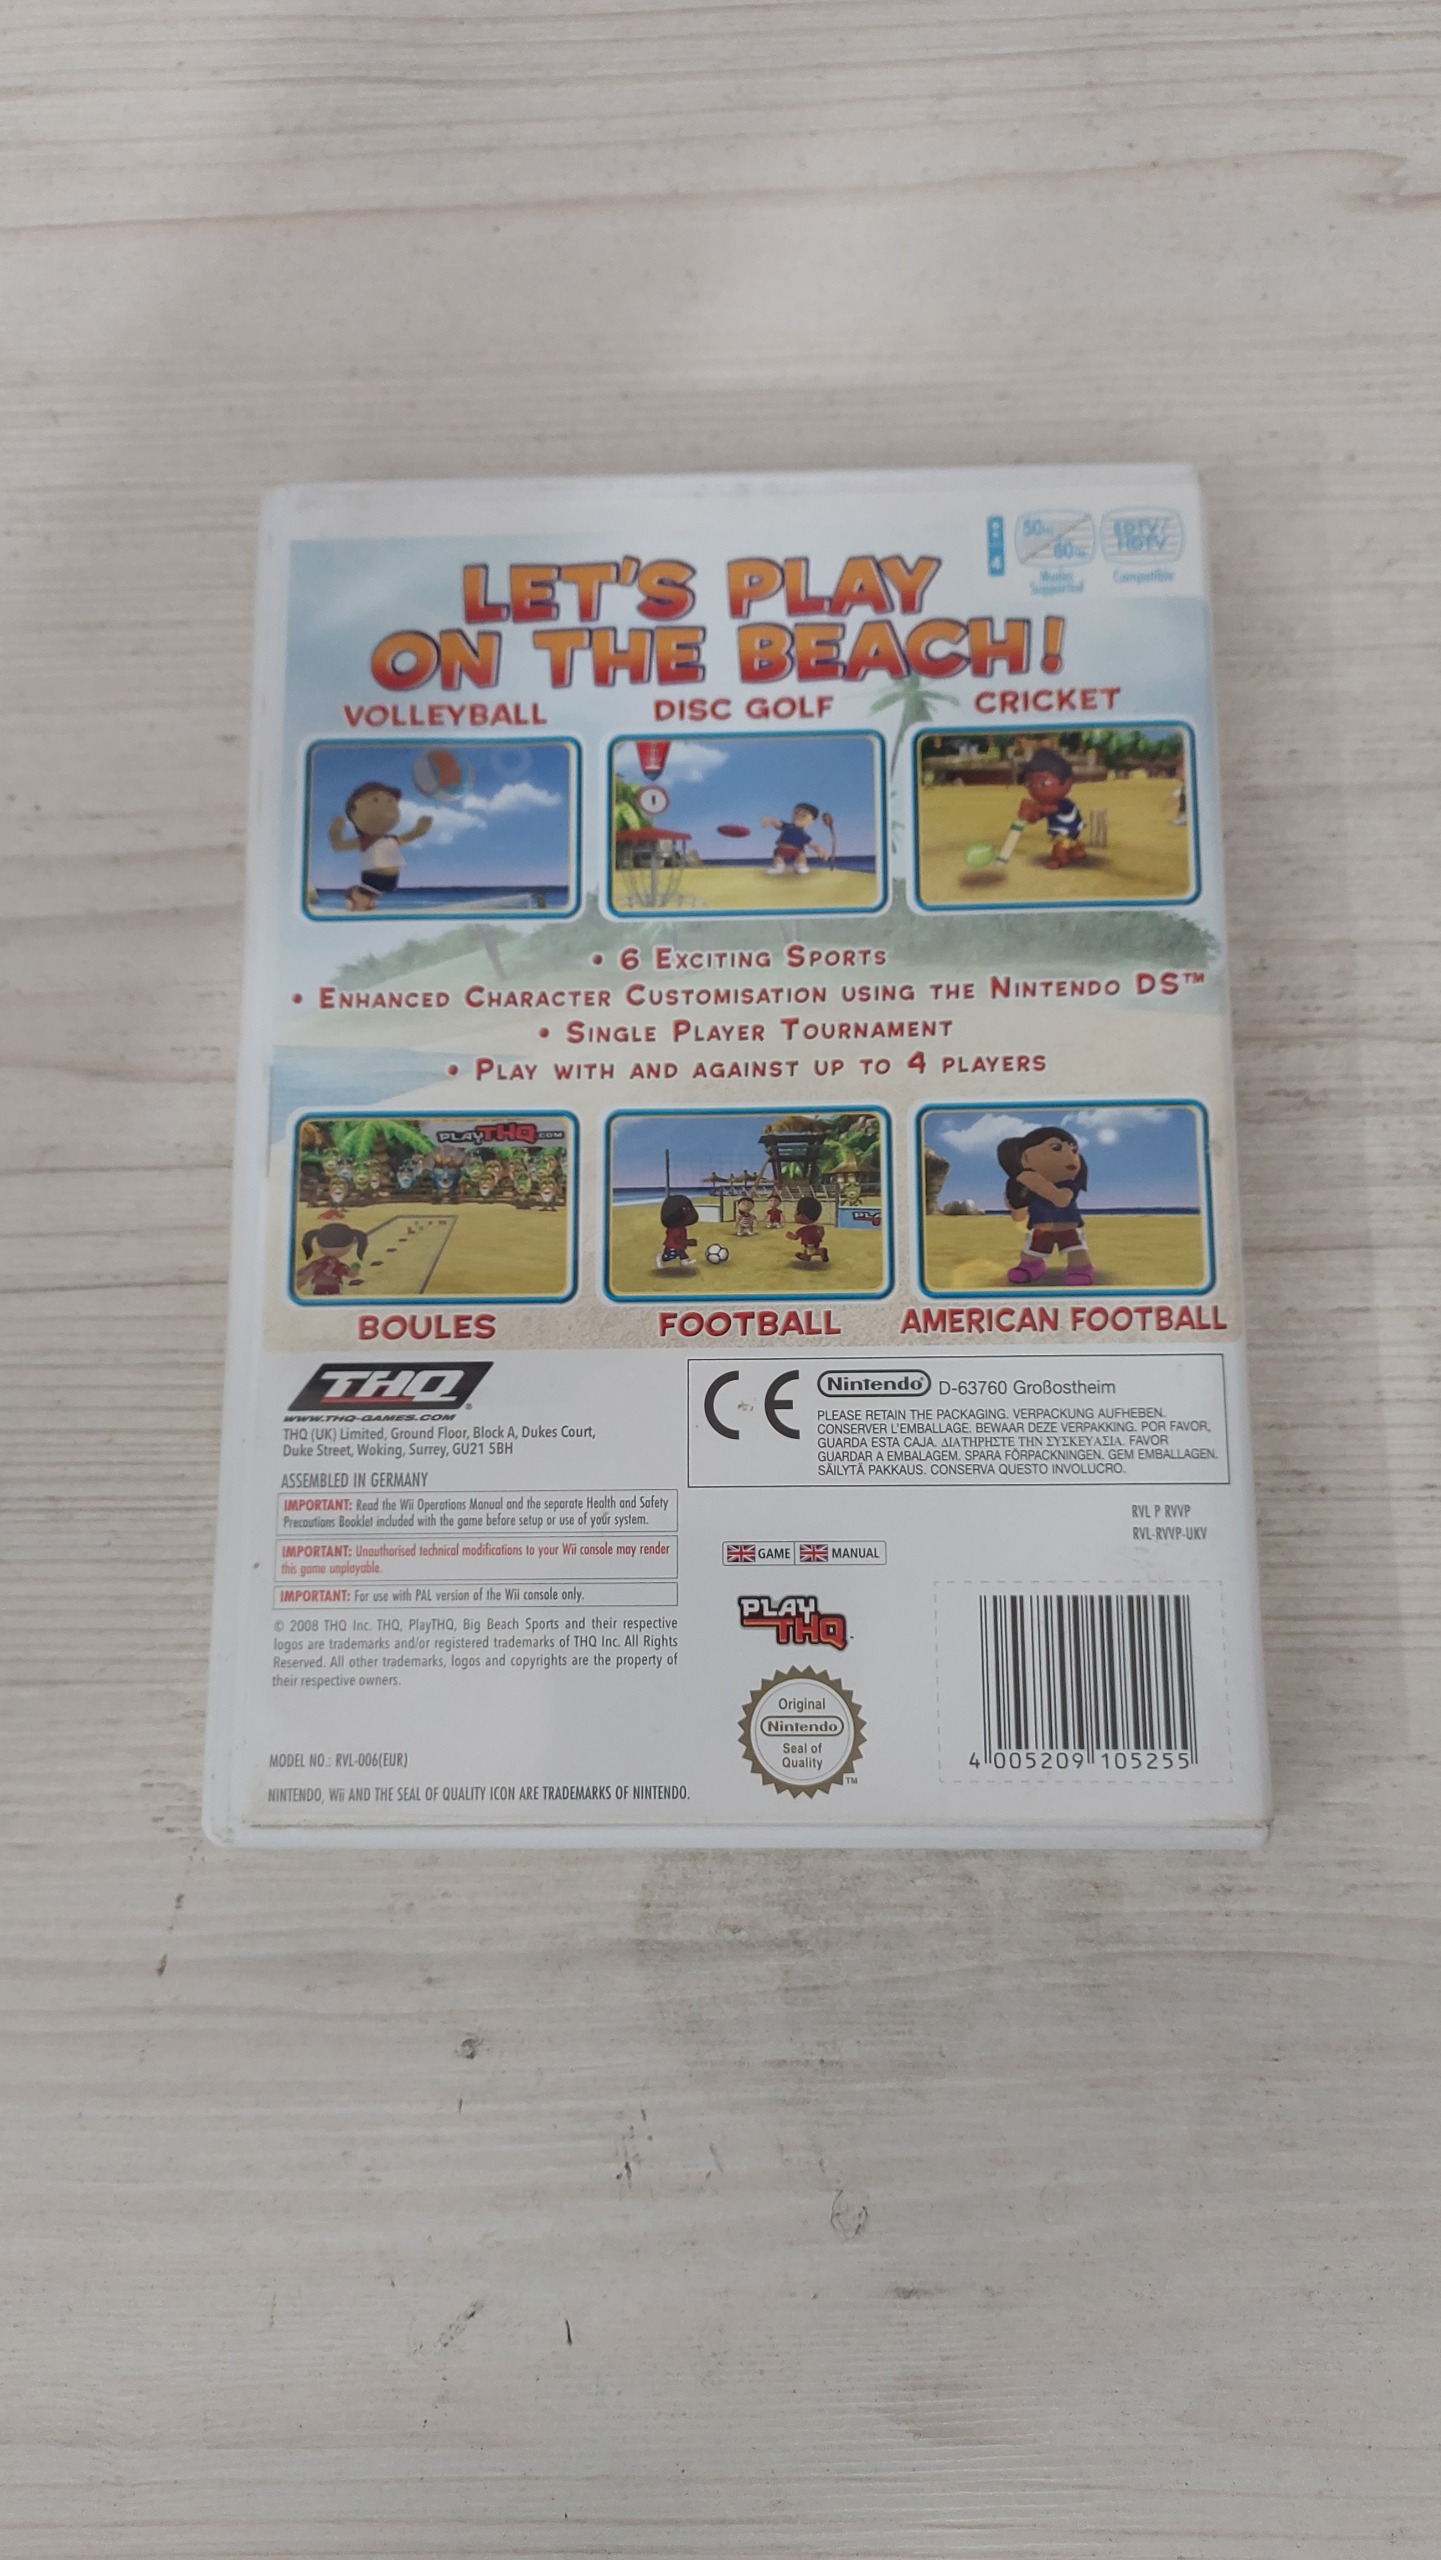 50Hz
60Hz
Modes
Supported
EDTV/
HDTV
Compatible
LET'S PLAY
ON THE BEACH!
VOLLEYBALL
DISC GOLF
CRICKET
1
• 6 EXCITING SPORTS
• ENHANCED CHARACTER CUSTOMISATION USING THE NINTENDO DS™
• SINGLE PLAYER TOURNAMENT
• PLAY WITH AND AGAINST UP TO 4 PLAYERS
PLAYTHQ.COM
BOULES
FOOTBALL
AMERICAN FOOTBALL
THQ®
WWW.THQ-GAMES.COM
THQ (UK) Limited, Ground Floor, Block A, Dukes Court,
Duke Street, Woking, Surrey, GU21 5BH
ASSEMBLED IN GERMANY
IMPORTANT: Read the Wii Operations Manual and the separate Health and Safety
Precautions Booklet included with the game before setup or use of your system.
IMPORTANT: Unauthorised technical modifications to your Wii console may render
this game unplayable.
IMPORTANT: For use with PAL version of the Wii console only.
© 2008 THQ Inc. THQ, PlayTHQ, Big Beach Sports and their respective
logos are trademarks and/or registered trademarks of THQ Inc. All Rights
Reserved. All other trademarks, logos and copyrights are the property of
their respective owners.
MODEL NO.: RVL-006(EUR)
NINTENDO, Wii AND THE SEAL OF QUALITY ICON ARE TRADEMARKS OF NINTENDO.
CE
Nintendo® D-63760 Großostheim
PLEASE RETAIN THE PACKAGING. VERPACKUNG AUFHEBEN.
CONSERVER L'EMBALLAGE. BEWAAR DEZE VERPAKKING. POR FAVOR,
GUARDA ESTA CAJA. ΔΙΑΤΗΡΗΣΤΕ ΤΗΝ ΣΥΣΚΕΥΑΣΙΑ. FAVOR
GUARDAR A EMBALAGEM. SPARA FÖRPACKNINGEN. GEM EMBALLAGEN.
SÄILYTÄ PAKKAUS. CONSERVA QUESTO INVOLUCRO.
RVL P RVVP
RVL-RVVP-UKV
GAME MANUAL
PLAY
THQ™
Original
Nintendo
Seal of
Quality
TM
4 005209 105255